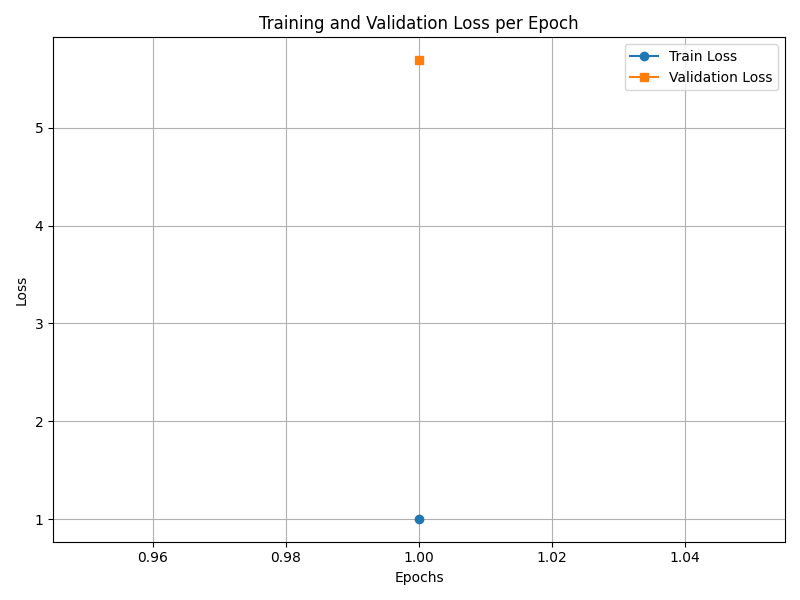 Training and Validation Loss per Epoch
Train Loss
Validation Loss
Loss
5
4
3
2
1
0.96
0.98
1.00
1.02
1.04
Epochs